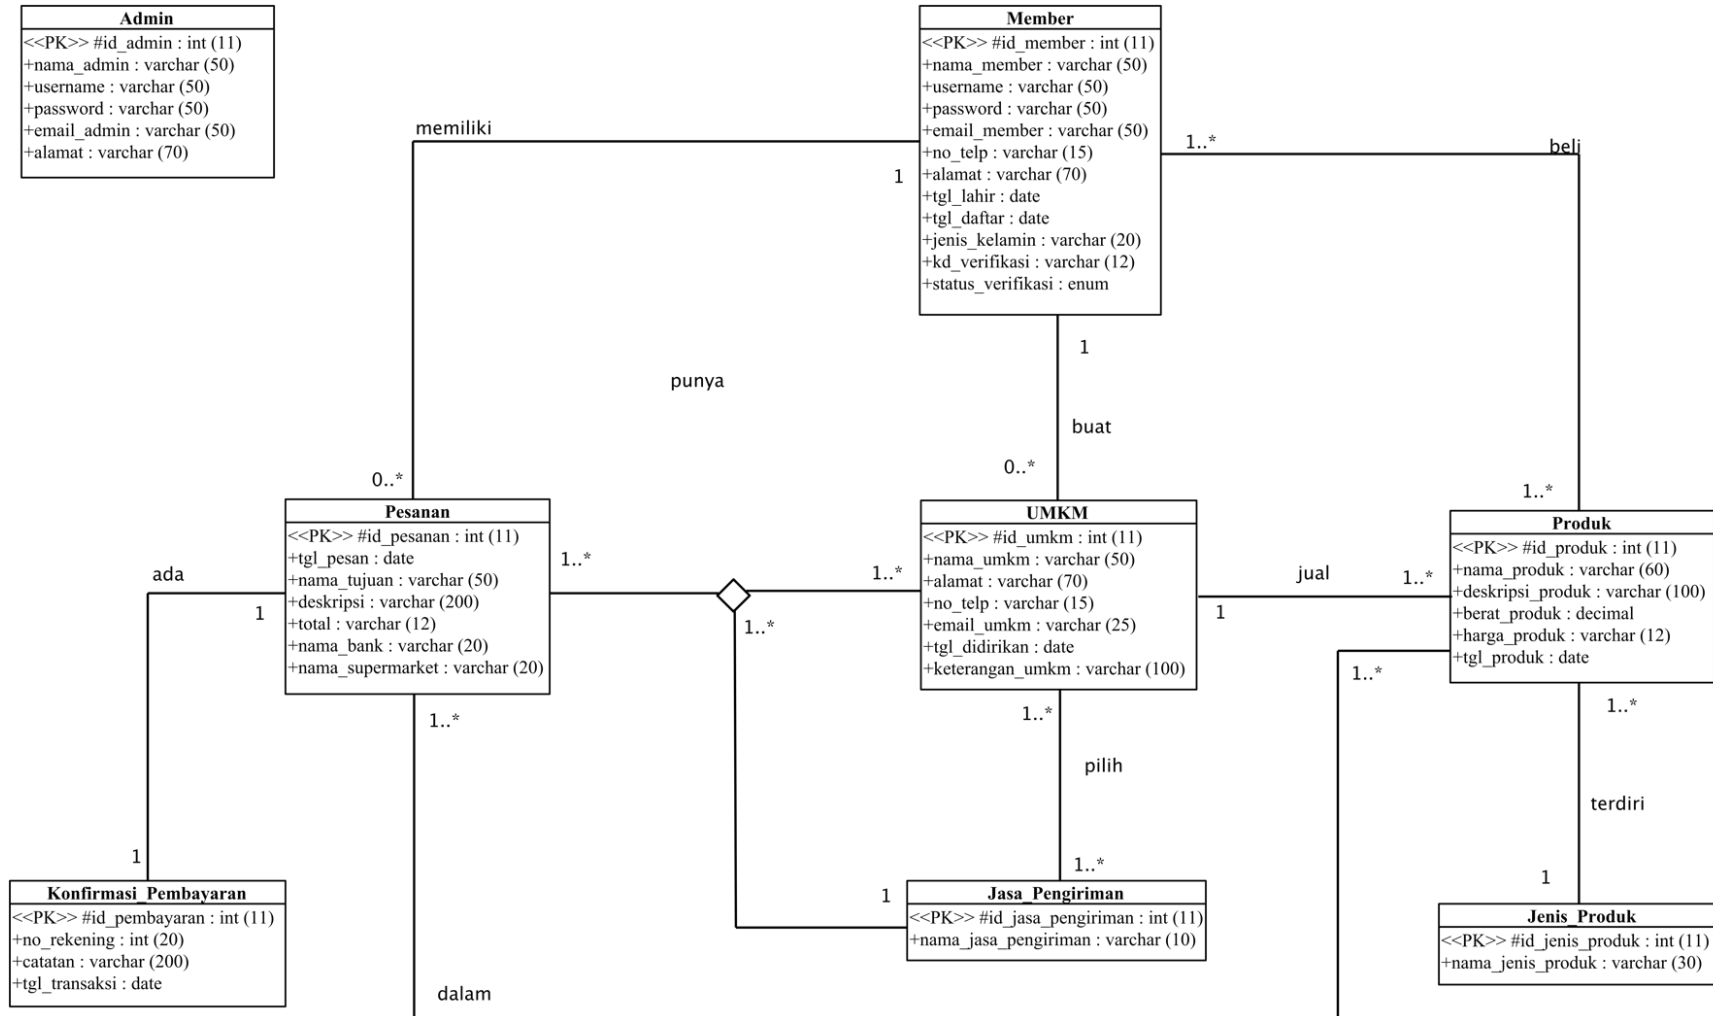 Admin
<<PK>> #id_admin : int (11)
+nama_admin : varchar (50)
+username : varchar (50)
+password : varchar (50)
+email_admin : varchar (50)
+alamat : varchar (70)
Member
<<PK>> #id_member : int (11)
+nama_member : varchar (50)
+username : varchar (50)
+password : varchar (50)
+email_member : varchar (50)
+no_telp : varchar (15)
+alamat : varchar (70)
+tgl_lahir : date
+tgl_daftar : date
+jenis_kelamin : varchar (20)
+kd_verifikasi : varchar (12)
+status_verifikasi : enum
memiliki
1
1..*
beli
1
punya
buat
0..*
0..*
1..*
Pesanan
<<PK>> #id_pesanan : int (11)
+tgl_pesan : date
+nama_tujuan : varchar (50)
+deskripsi : varchar (200)
+total : varchar (12)
+nama_bank : varchar (20)
+nama_supermarket : varchar (20)
UMKM
<<PK>> #id_umkm : int (11)
+nama_umkm : varchar (50)
+alamat : varchar (70)
+no_telp : varchar (15)
+email_umkm : varchar (25)
+tgl_didirikan : date
+keterangan_umkm : varchar (100)
Produk
<<PK>> #id_produk : int (11)
+nama_produk : varchar (60)
+deskripsi_produk : varchar (100)
+berat_produk : decimal
+harga_produk : varchar (12)
+tgl_produk : date
ada
1
1..*
1..*
1..*
jual
1
1..*
1..*
1..*
1..*
1..*
pilih
terdiri
1
1..*
1
1
Konfirmasi_Pembayaran
<<PK>> #id_pembayaran : int (11)
+no_rekening : int (20)
+catatan : varchar (200)
+tgl_transaksi : date
Jasa_Pengiriman
<<PK>> #id_jasa_pengiriman : int (11)
+nama_jasa_pengiriman : varchar (10)
Jenis_Produk
<<PK>> #id_jenis_produk : int (11)
+nama_jenis_produk : varchar (30)
dalam